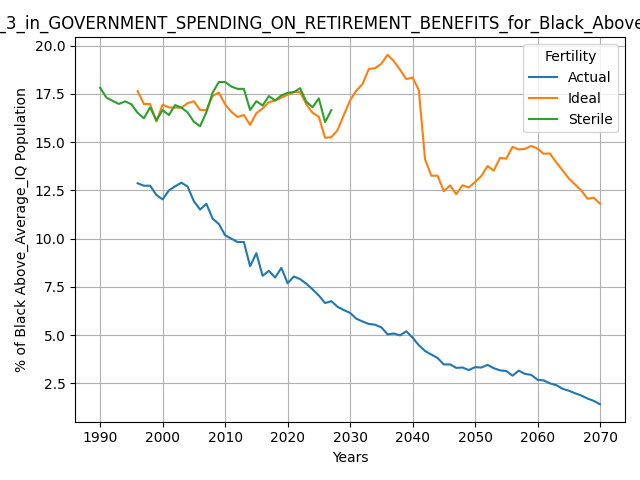 _3_in_GOVERNMENT_SPENDING_ON_RETIREMENT_BENEFITS_for_Black_Above
20.0
17.5
15.0
12.5
10.0
7.5
5.0
2.5
% of Black Above_Average_IQ Population
Fertility
Actual
Ideal
Sterile
1990 2000 2010 2020 2030 2040 2050 2060 2070
Years